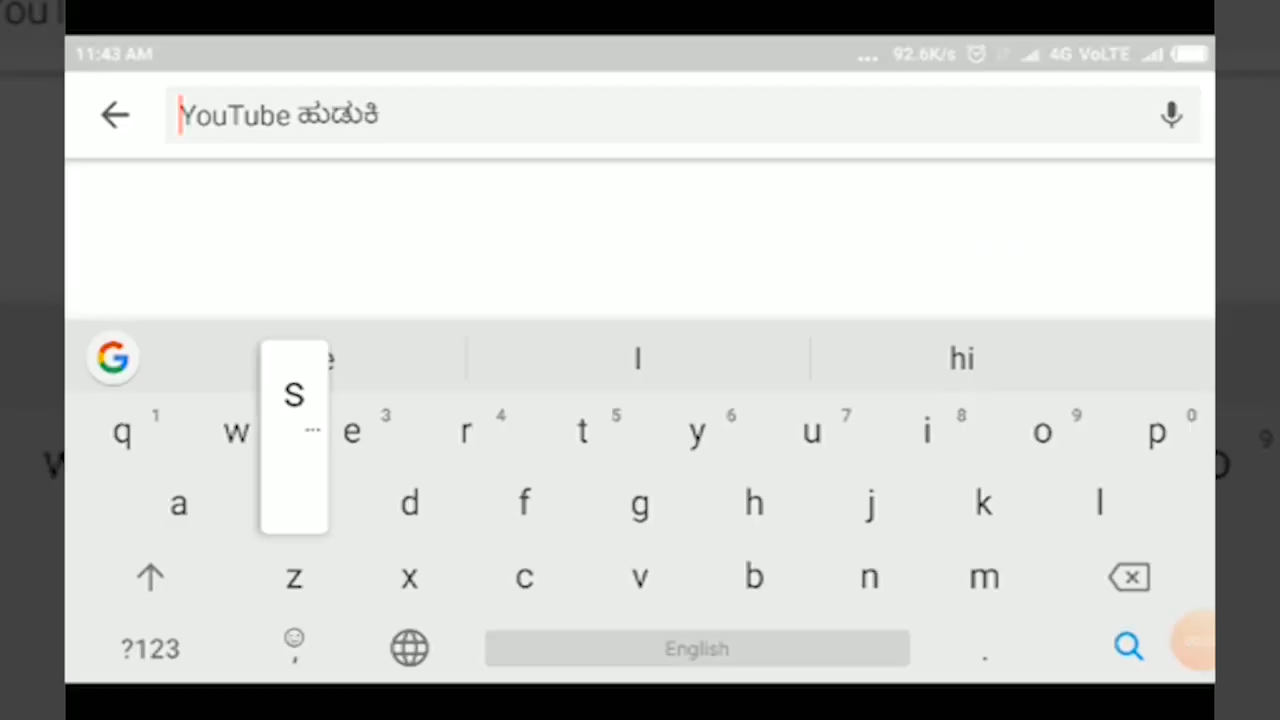 11:43 AM ... 92.6K/s 4G VoLTE
YouTube ಹುಡುಕಿ
I hi
q 1 w e 3 r 4 t 5 y 6 u 7 i 8 o 9 p 0
S
a d f g h j k l
z x c v b n m
?123 , English .